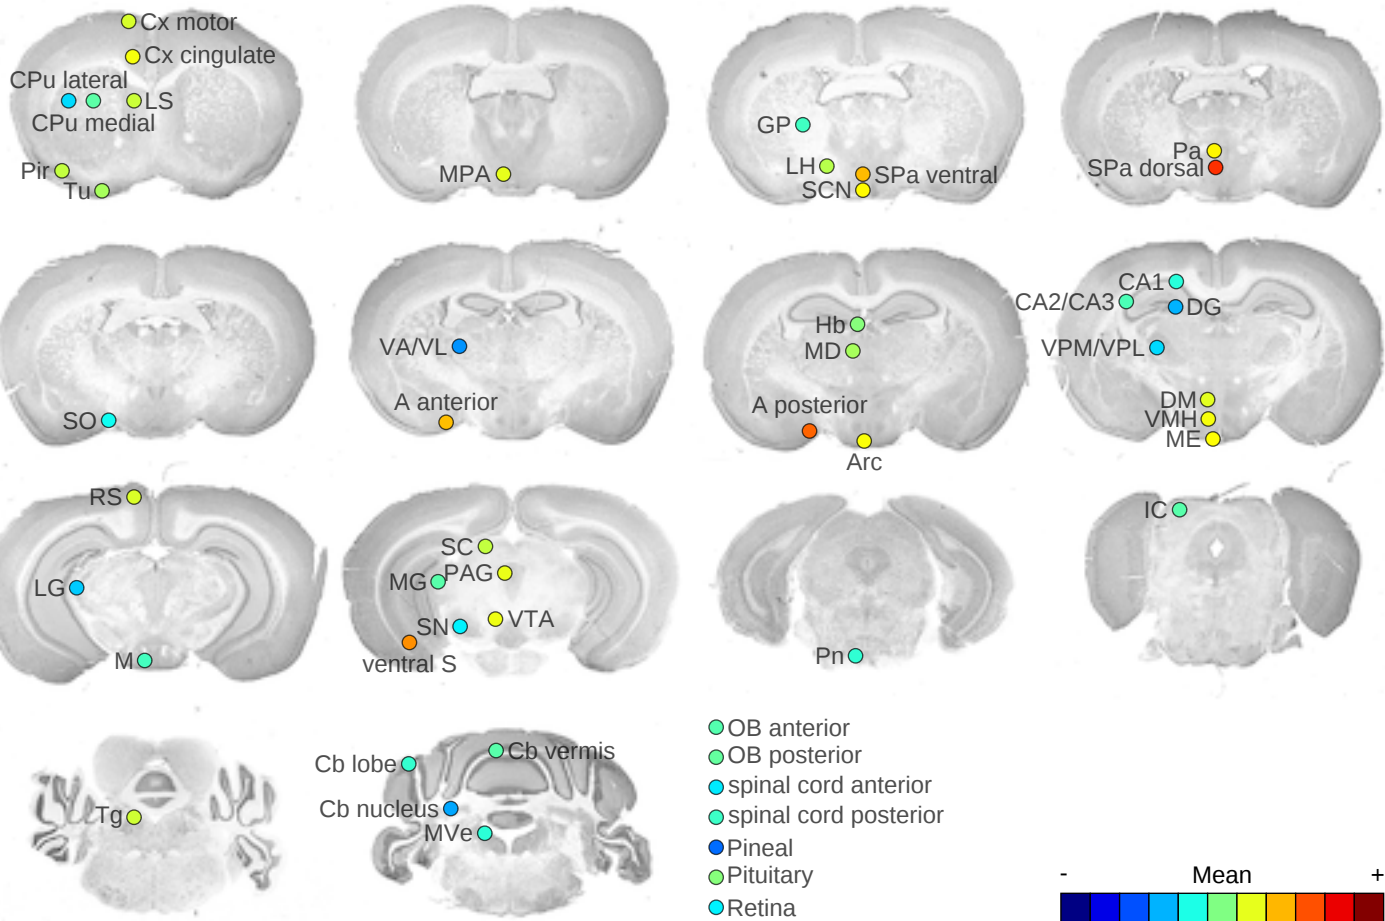 Cx motor
Cx cingulate
CPu lateral
LS
CPu medial
Pir
Tu
MPA
GP
LH
SPa ventral
SCN
Pa
SPa dorsal
SO
VA/VL
A anterior
Hb
MD
A posterior
Arc
CA1
CA2/CA3
DG
VPM/VPL
DM
VMH
ME
RS
LG
M
SC
MG
PAG
SN
VTA
ventral S
Pn
IC
Tg
Cb lobe
Cb vermis
Cb nucleus
MVe
OB anterior
OB posterior
spinal cord anterior
spinal cord posterior
Pineal
Pituitary
Retina
- Mean +